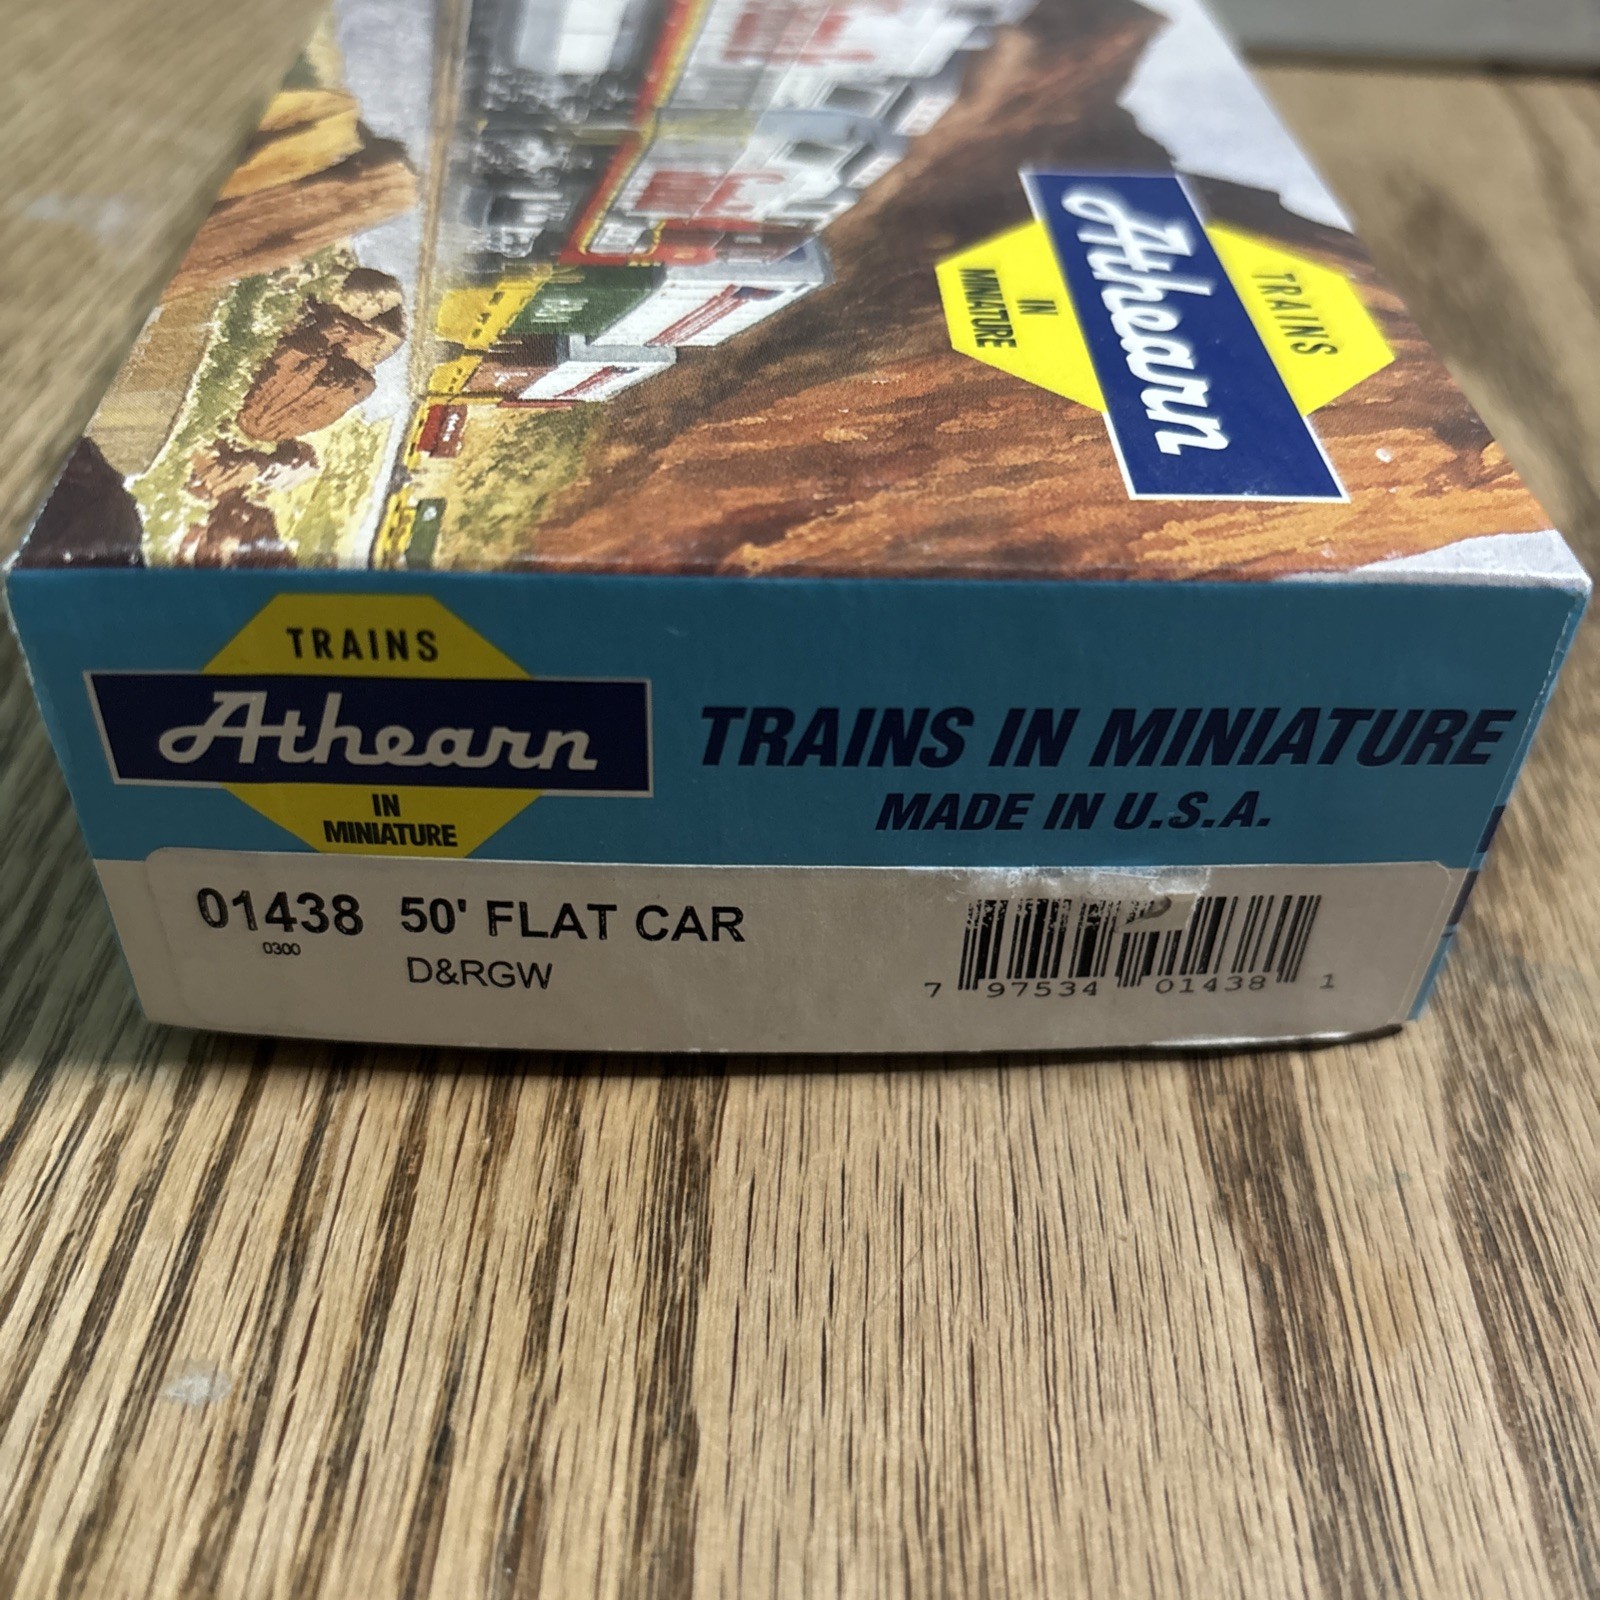 Athearn
TRAINS
IN
MINIATURE
TRAINS
Athearn
IN
MINIATURE
TRAINS IN MINIATURE
MADE IN U.S.A.
01438 50' FLAT CAR
0300
D&RGW
7 97534 01438 1